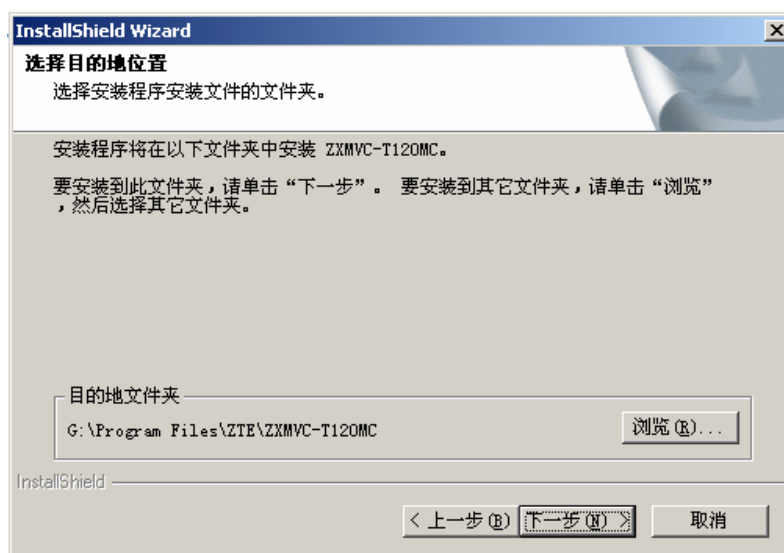 InstallShield Wizard
选择目的地位置
选择安装程序安装文件的文件夹。
安装程序将在以下文件夹中安装 ZXMVC-T120MC。
要安装到此文件夹，请单击“下一步”。 要安装到其它文件夹，请单击“浏览”
，然后选择其它文件夹。
目的地文件夹
G:\Program Files\ZTE\ZXMVC-T120MC
浏览(R)...
InstallShield
< 上一步(B)
下一步(N) >
取消